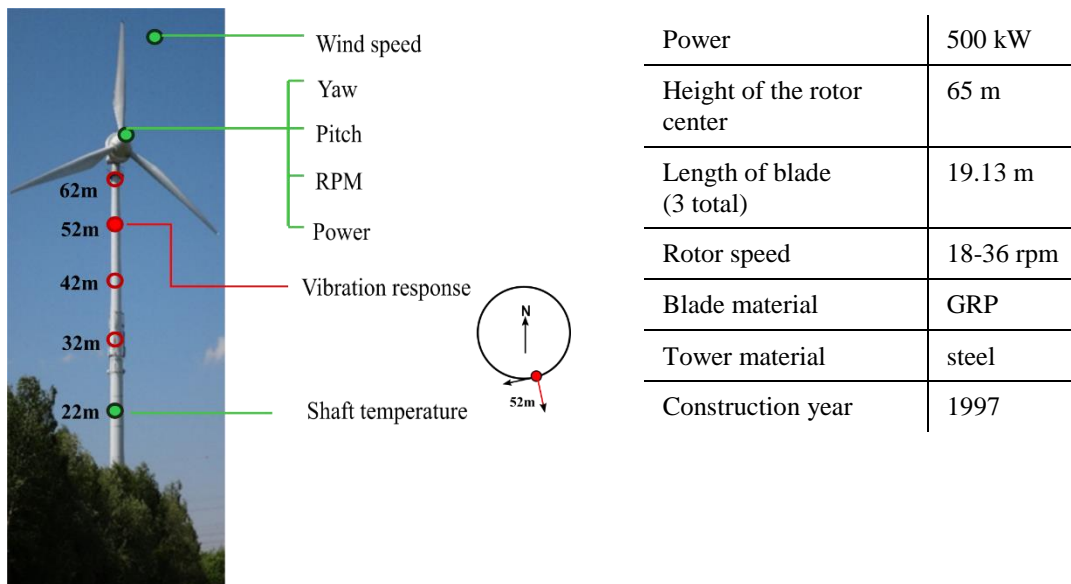 Wind speed
Yaw
Pitch
RPM
Power
62m
52m
42m
32m
22m
Vibration response
Shaft temperature
N
52m
Power 500 kW
Height of the rotor 65 m
center
Length of blade 19.13 m
(3 total)
Rotor speed 18-36 rpm
Blade material GRP
Tower material steel
Construction year 1997